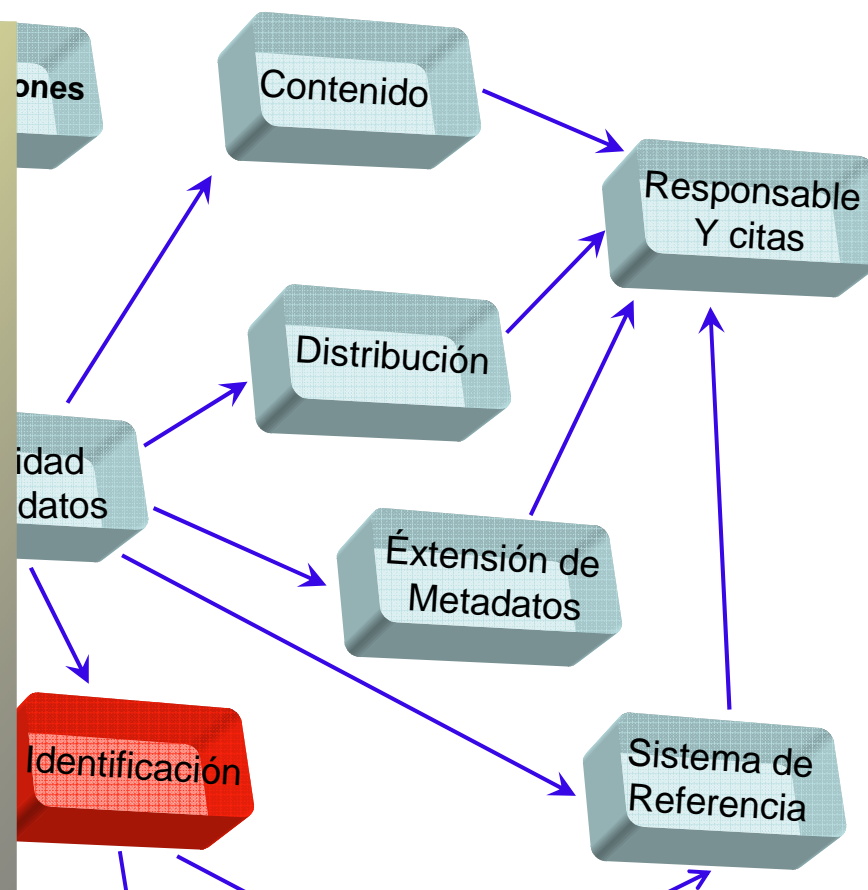 ones
Contenido
Responsable
Y citas
Distribución
idad
datos
Éxtensión de
Metadatos
Identificación
Sistema de
Referencia